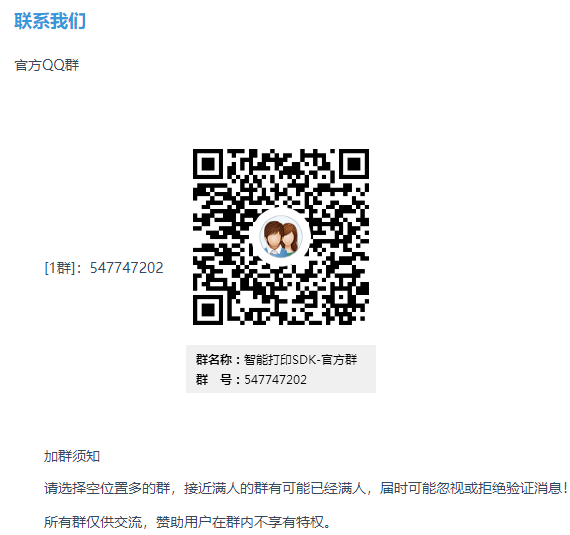 联系我们
官方QQ群
[1群]：547747202
群名称：智能打印SDK-官方群
群　号：547747202
加群须知
请选择空位置多的群，接近满人的群有可能已经满人，届时可能忽视或拒绝验证消息！
所有群仅供交流，赞助用户在群内不享有特权。